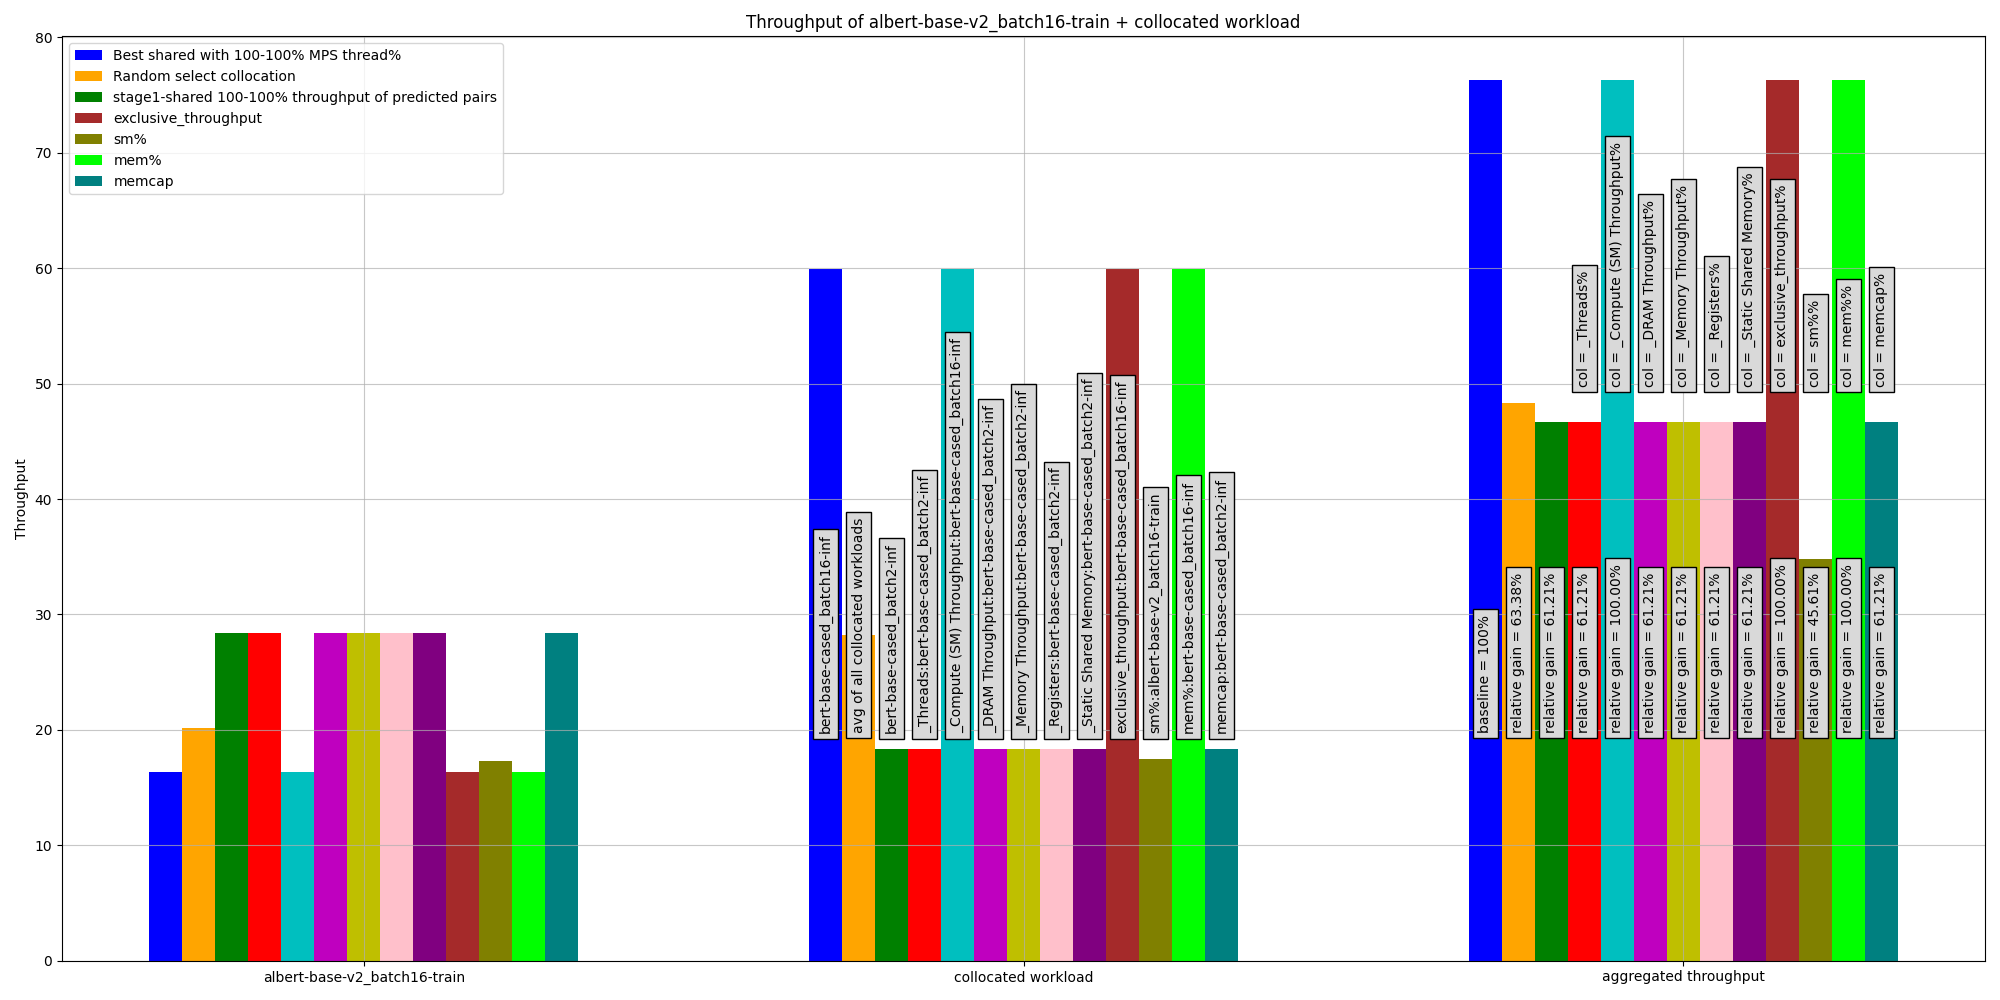 Throughput of albert-base-v2_batch16-train + collocated workload
Best shared with 100-100% MPS thread%
Random select collocation
stage1-shared 100-100% throughput of predicted pairs
exclusive_throughput
sm%
mem%
memcap
Throughput
80
70
60
50
40
30
20
10
0
bert-base-cased_batch16-inf
avg of all collocated workloads
bert-base-cased_batch2-inf
_Threads:bert-base-cased_batch2-inf
_Compute (SM) Throughput:bert-base-cased_batch16-inf
_DRAM Throughput:bert-base-cased_batch2-inf
_Memory Throughput:bert-base-cased_batch2-inf
_Registers:bert-base-cased_batch2-inf
_Static Shared Memory:bert-base-cased_batch2-inf
exclusive_throughput:bert-base-cased_batch16-inf
sm%:albert-base-v2_batch16-train
mem%:bert-base-cased_batch16-inf
memcap:bert-base-cased_batch2-inf
col = _Threads%
col = _Compute (SM) Throughput%
col = _DRAM Throughput%
col = _Memory Throughput%
col = _Registers%
col = _Static Shared Memory%
col = exclusive_throughput%
col = sm%%
col = mem%%
col = memcap%
baseline = 100%
relative gain = 63.38%
relative gain = 61.21%
relative gain = 61.21%
relative gain = 100.00%
relative gain = 61.21%
relative gain = 61.21%
relative gain = 61.21%
relative gain = 61.21%
relative gain = 100.00%
relative gain = 45.61%
relative gain = 100.00%
relative gain = 61.21%
albert-base-v2_batch16-train
collocated workload
aggregated throughput